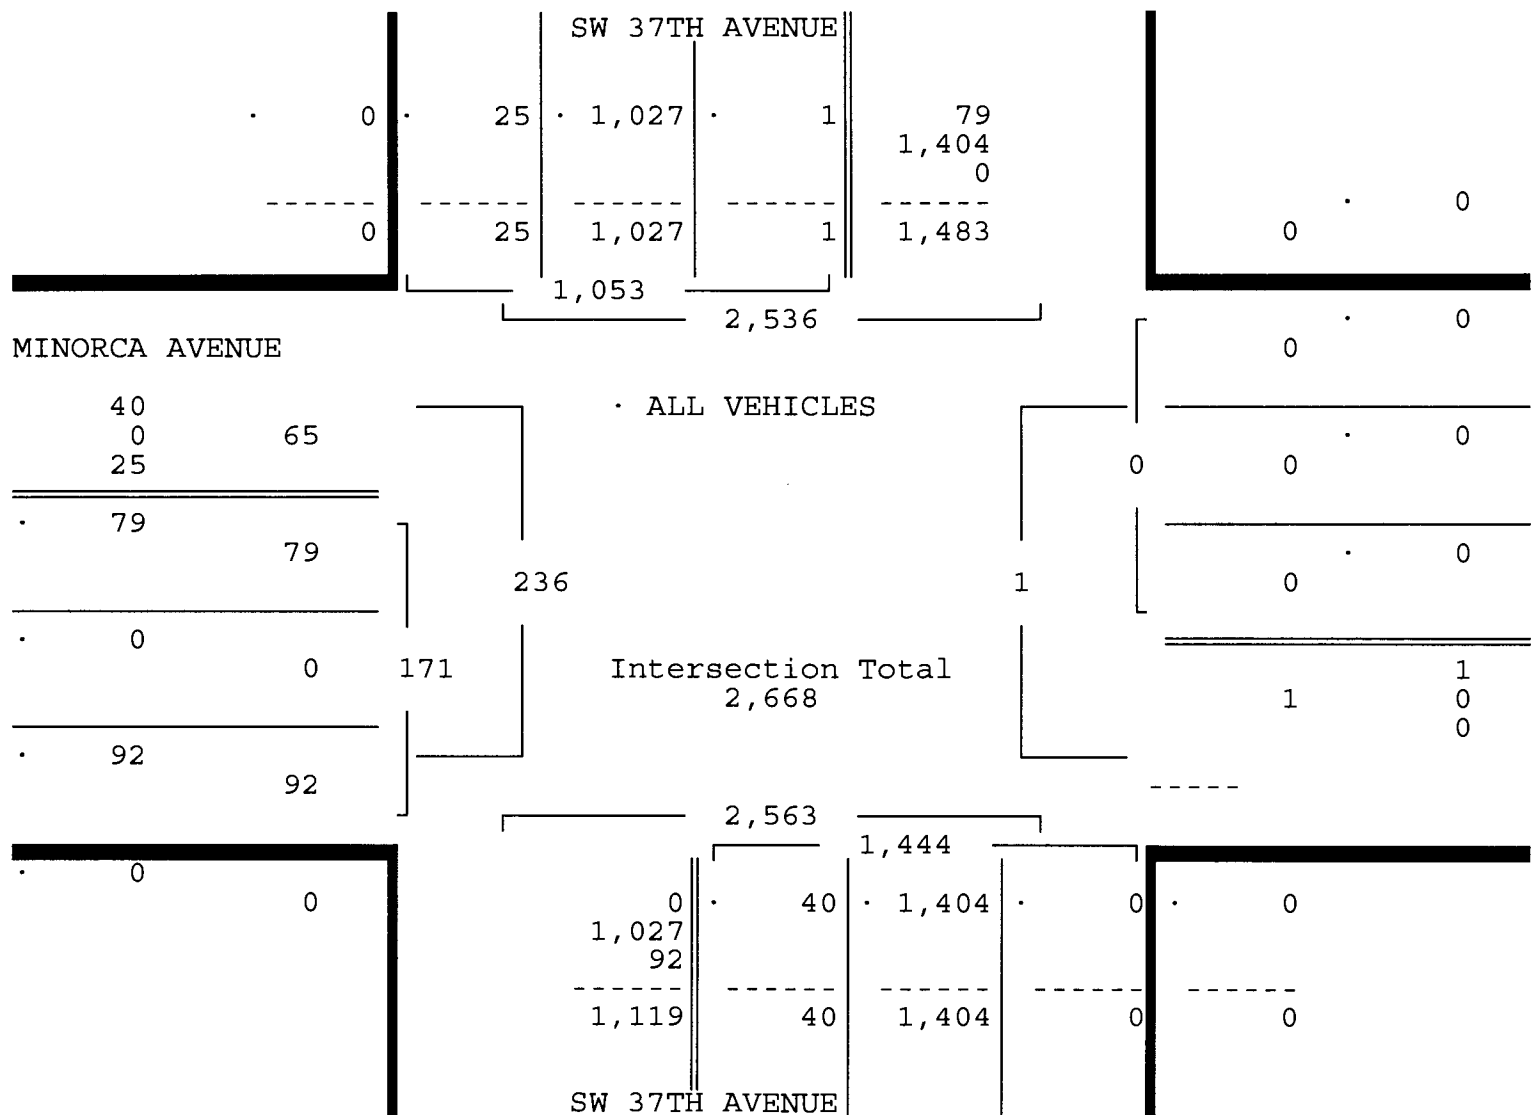 SW 37TH AVENUE
· 0 · 25 · 1,027 · 1 79
1,404
0
------ ------ ------ ------ ------ · 0
0 25 1,027 1 1,483 0
1,053
2,536 · 0
MINORCA AVENUE 0
40 · ALL VEHICLES
0 65 · 0
25 0 0
· 79
79 · 0
236 1 0
· 0
0 171 Intersection Total 1
2,668 1 0
0
· 92
92 -----
2,563
1,444
· 0
0 0 · 40 · 1,404 · 0 · 0
1,027
92
------ ------ ------ ------ ------
1,119 40 1,404 0 0
SW 37TH AVENUE